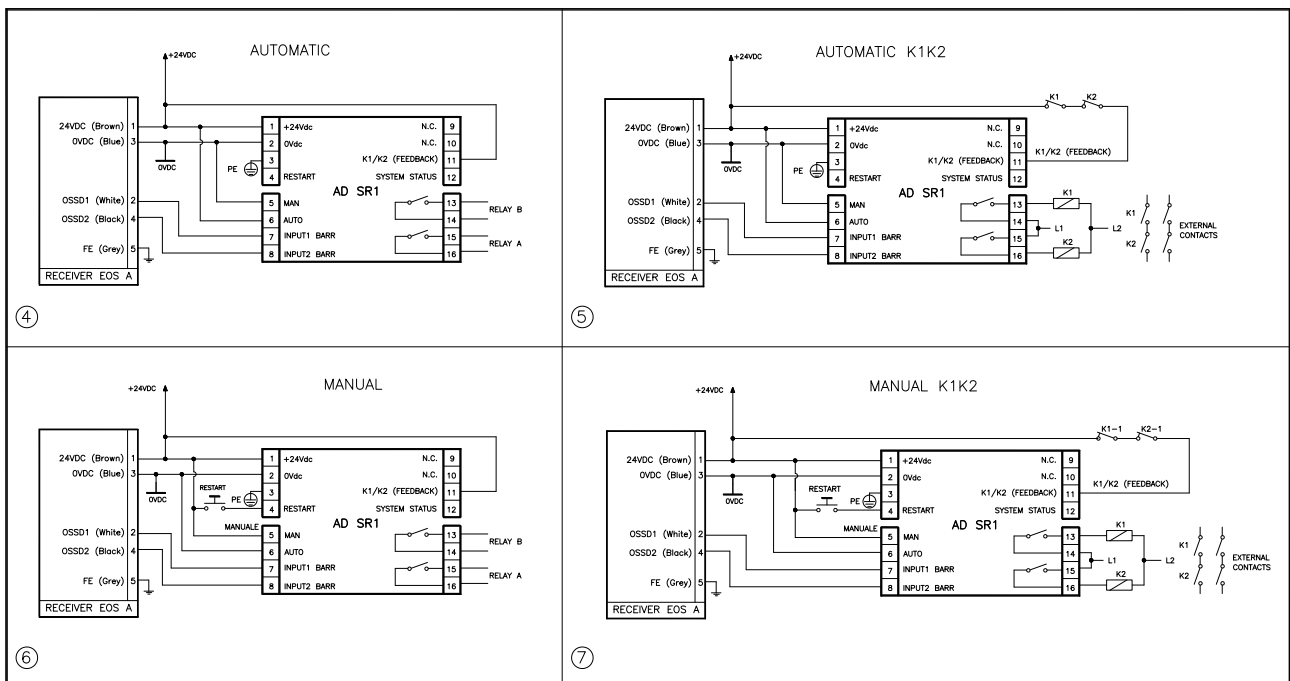 AUTOMATIC
+24VDC
24VDC (Brown) 1
0VDC (Blue) 3
0VDC
OSSD1 (White) 2
OSSD2 (Black) 4
FE (Grey) 5
RECEIVER EOS A
1 +24Vdc N.C. 9
2 0Vdc N.C. 10
PE 3 K1/K2 (FEEDBACK) 11
4 RESTART SYSTEM STATUS 12
AD SR1
5 MAN 13
RELAY B
6 AUTO 14
7 INPUT1 BARR 15
RELAY A
8 INPUT2 BARR 16
4
AUTOMATIC K1K2
+24VDC
K1 K2
24VDC (Brown) 1
0VDC (Blue) 3
0VDC
OSSD1 (White) 2
OSSD2 (Black) 4
FE (Grey) 5
RECEIVER EOS A
1 +24Vdc N.C. 9
2 0Vdc N.C. 10
K1/K2 (FEEDBACK)
PE 3 K1/K2 (FEEDBACK) 11
4 RESTART SYSTEM STATUS 12
AD SR1
5 MAN 13
6 AUTO 14
7 INPUT1 BARR 15
8 INPUT2 BARR 16
K1
L1 L2
K2
K1
K2
EXTERNAL
CONTACTS
5
MANUAL
+24VDC
24VDC (Brown) 1
0VDC (Blue) 3
0VDC
RESTART
OSSD1 (White) 2
OSSD2 (Black) 4
FE (Grey) 5
RECEIVER EOS A
1 +24Vdc N.C. 9
2 0Vdc N.C. 10
PE 3 K1/K2 (FEEDBACK) 11
4 RESTART SYSTEM STATUS 12
AD SR1
MANUALE
5 MAN 13
RELAY B
6 AUTO 14
7 INPUT1 BARR 15
RELAY A
8 INPUT2 BARR 16
6
MANUAL K1K2
+24VDC
K1-1 K2-1
24VDC (Brown) 1
0VDC (Blue) 3
0VDC
RESTART
OSSD1 (White) 2
OSSD2 (Black) 4
FE (Grey) 5
RECEIVER EOS A
1 +24Vdc N.C. 9
2 0Vdc N.C. 10
K1/K2 (FEEDBACK)
PE 3 K1/K2 (FEEDBACK) 11
4 RESTART SYSTEM STATUS 12
AD SR1
MANUALE
5 MAN 13
6 AUTO 14
7 INPUT1 BARR 15
8 INPUT2 BARR 16
K1
L1 L2
K2
K1
K2
EXTERNAL
CONTACTS
7